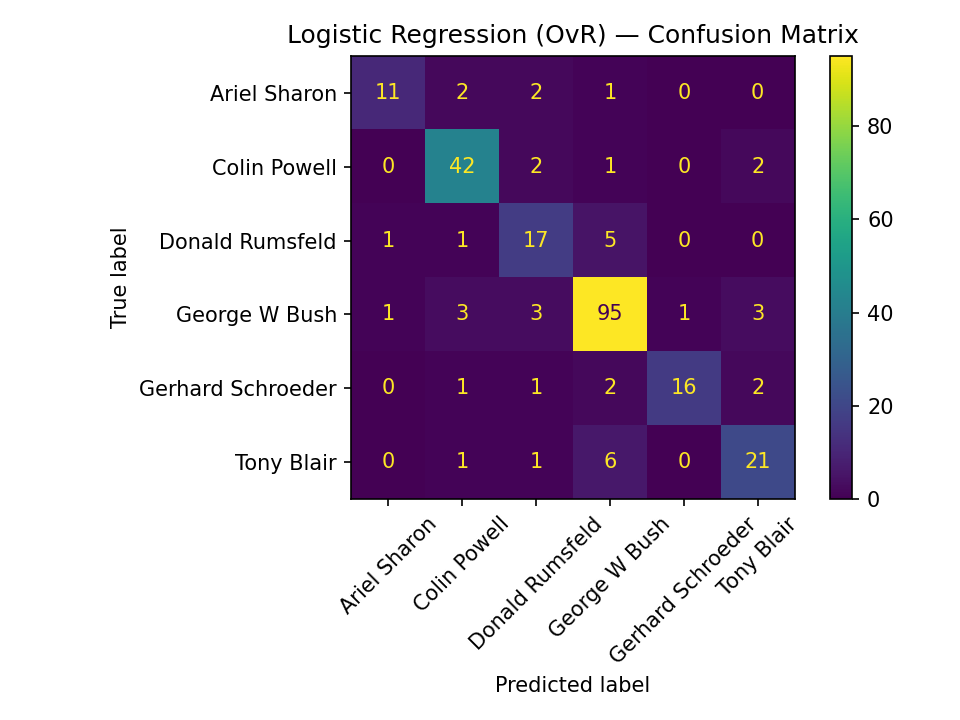 Logistic Regression (OvR) — Confusion Matrix
Ariel Sharon 11 2 2 1 0 0
Colin Powell 0 42 2 1 0 2
Donald Rumsfeld 1 1 17 5 0 0
George W Bush 1 3 3 95 1 3
Gerhard Schroeder 0 1 1 2 16 2
Tony Blair 0 1 1 6 0 21
True label
Ariel Sharon
Colin Powell
Donald Rumsfeld
George W Bush
Gerhard Schroeder
Tony Blair
Predicted label
80
60
40
20
0